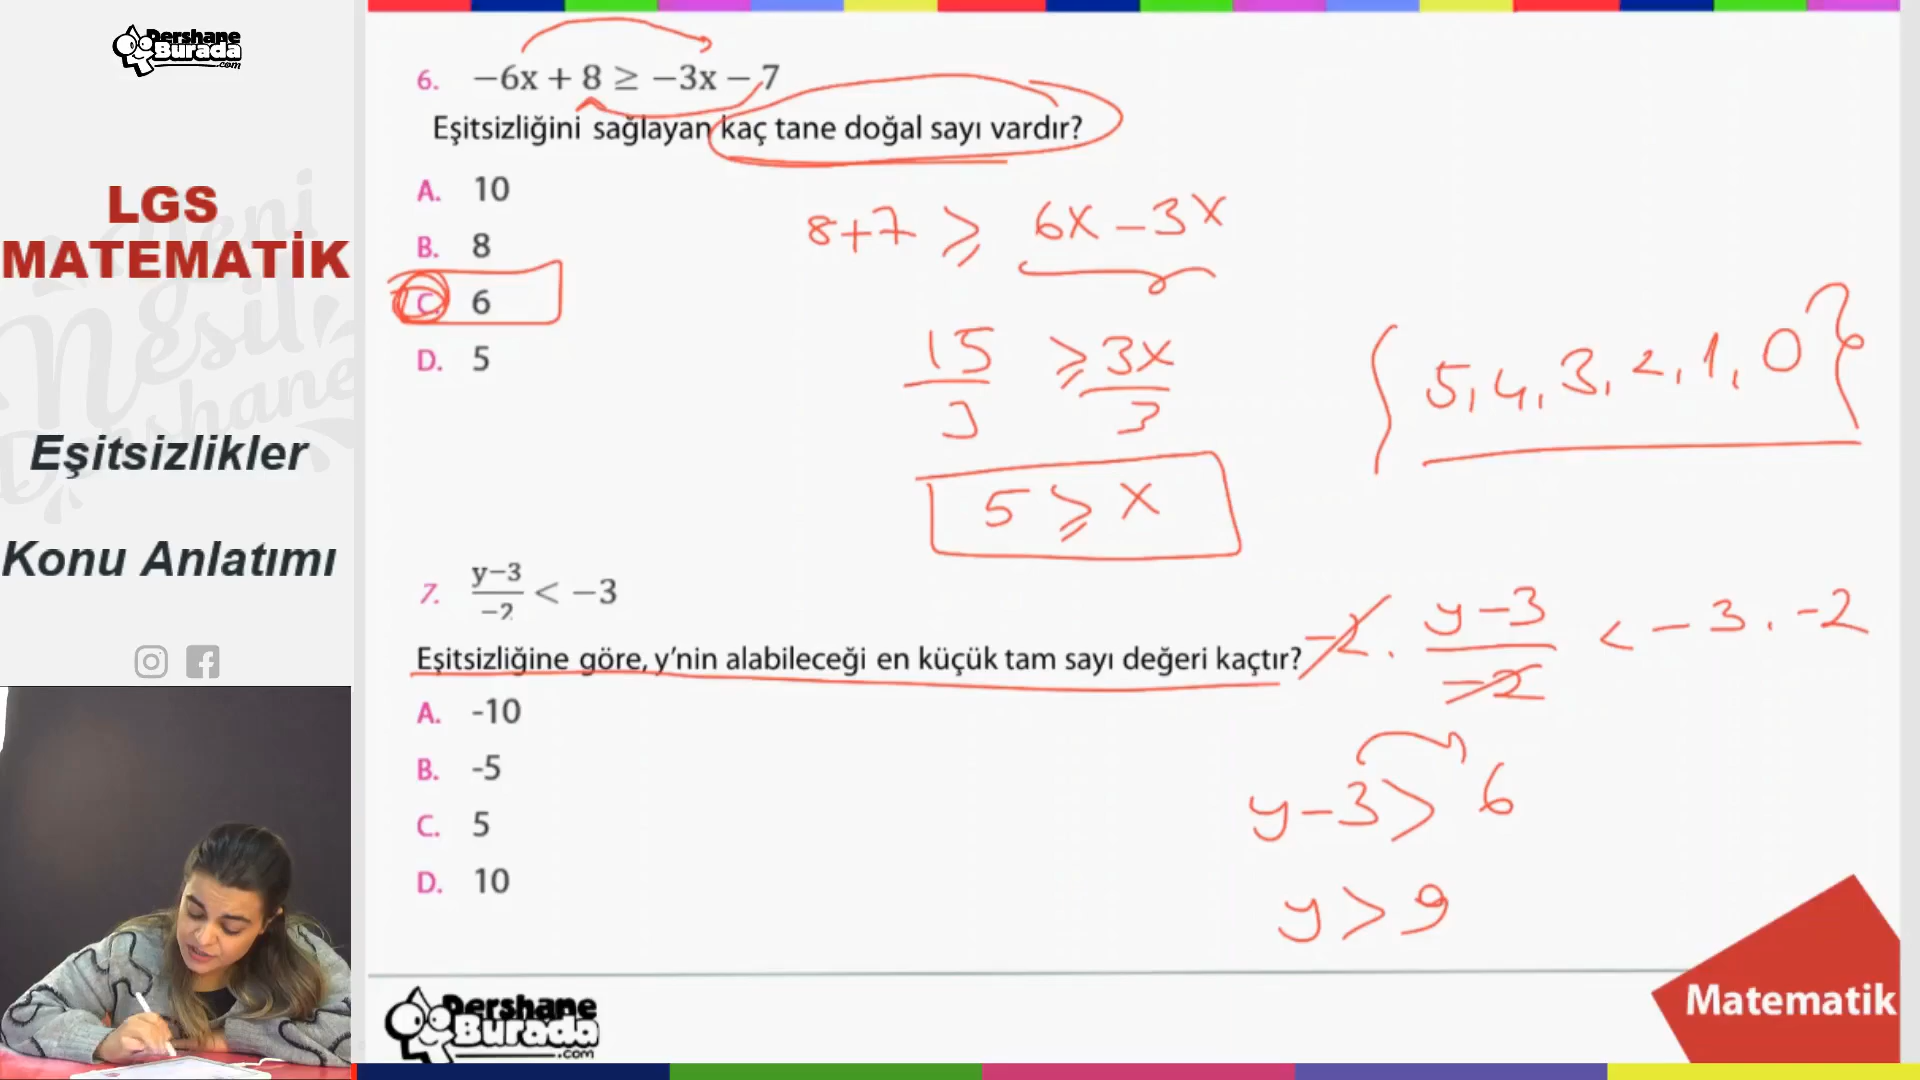 Dershane
Burada
.com
LGS
MATEMATİK
Yeni
Nesil
Dershane
Eşitsizlikler
Konu Anlatımı
6. −6x + 8 ≥ −3x − 7
Eşitsizliğini sağlayan kaç tane doğal sayı vardır?
A. 10
B. 8
C. 6
D. 5
8+7 ⩾ 6x − 3x
15/3 ⩾ 3x/3
5 ⩾ x
{5, 4, 3, 2, 1, 0}
7. y−3/−2 < −3
Eşitsizliğine göre, y'nin alabileceği en küçük tam sayı değeri kaçtır?
A. -10
B. -5
C. 5
D. 10
−2 . y−3/−2 < −3 . −2
y−3 > 6
y > 9
Dershane
Burada
.com
Matematik